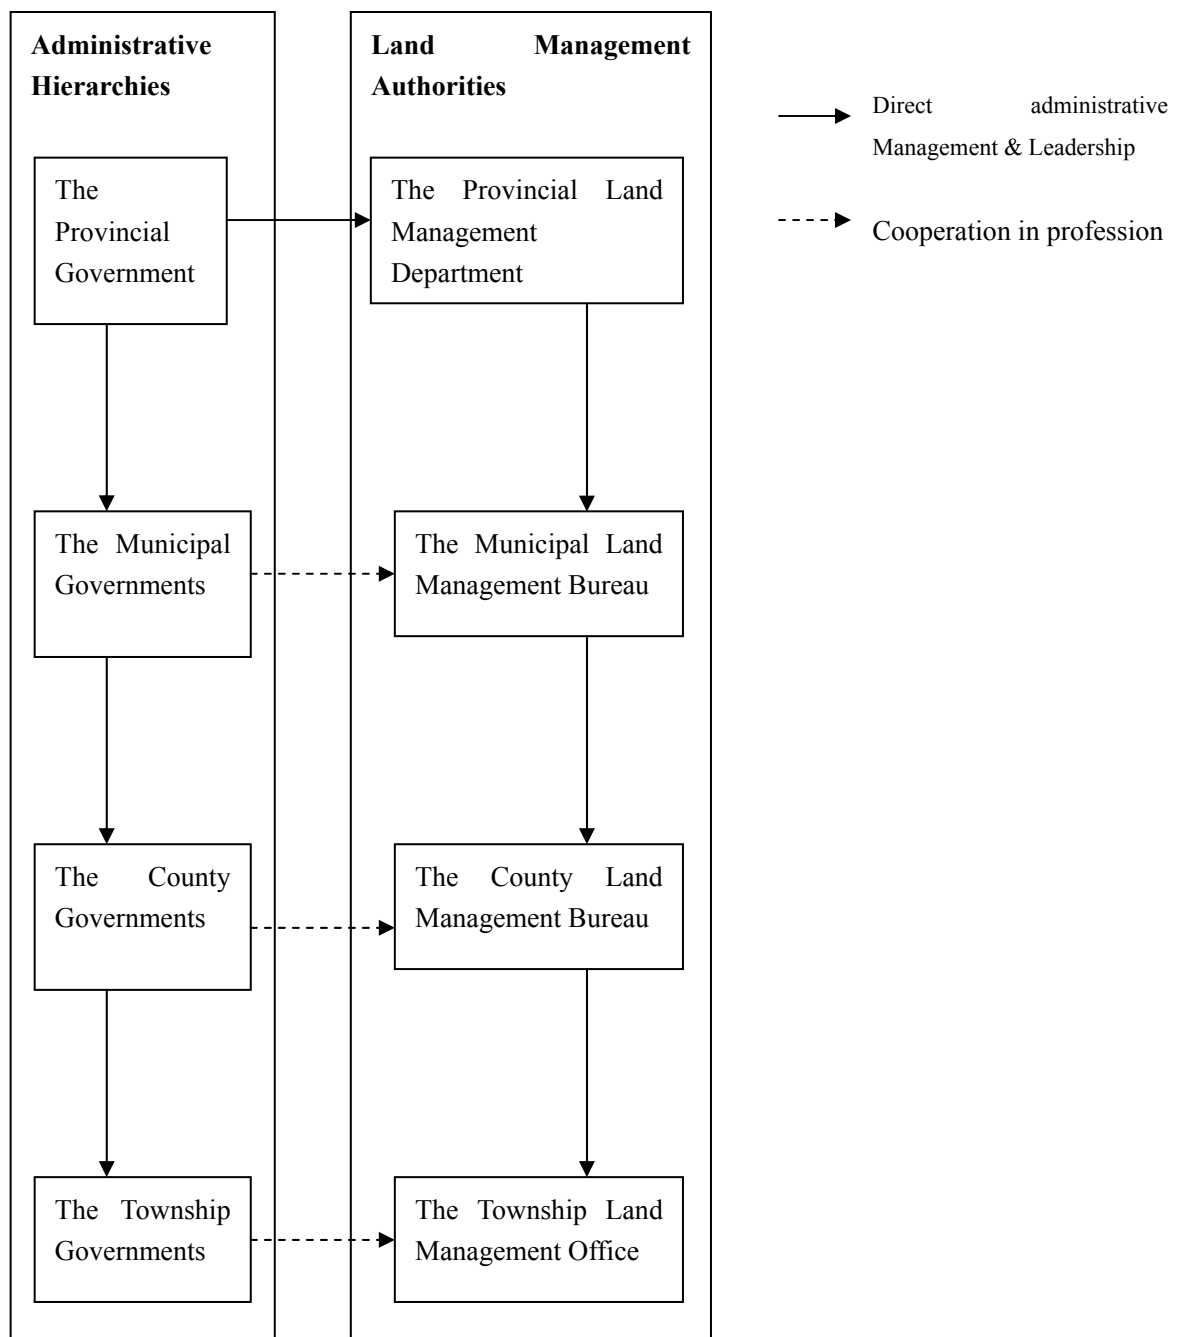 Administrative
Hierarchies
Land Management
Authorities
Direct administrative
Management & Leadership
Cooperation in profession
The
Provincial
Government
The Provincial Land
Management
Department
The Municipal
Governments
The Municipal Land
Management Bureau
The County
Governments
The County Land
Management Bureau
The Township
Governments
The Township Land
Management Office